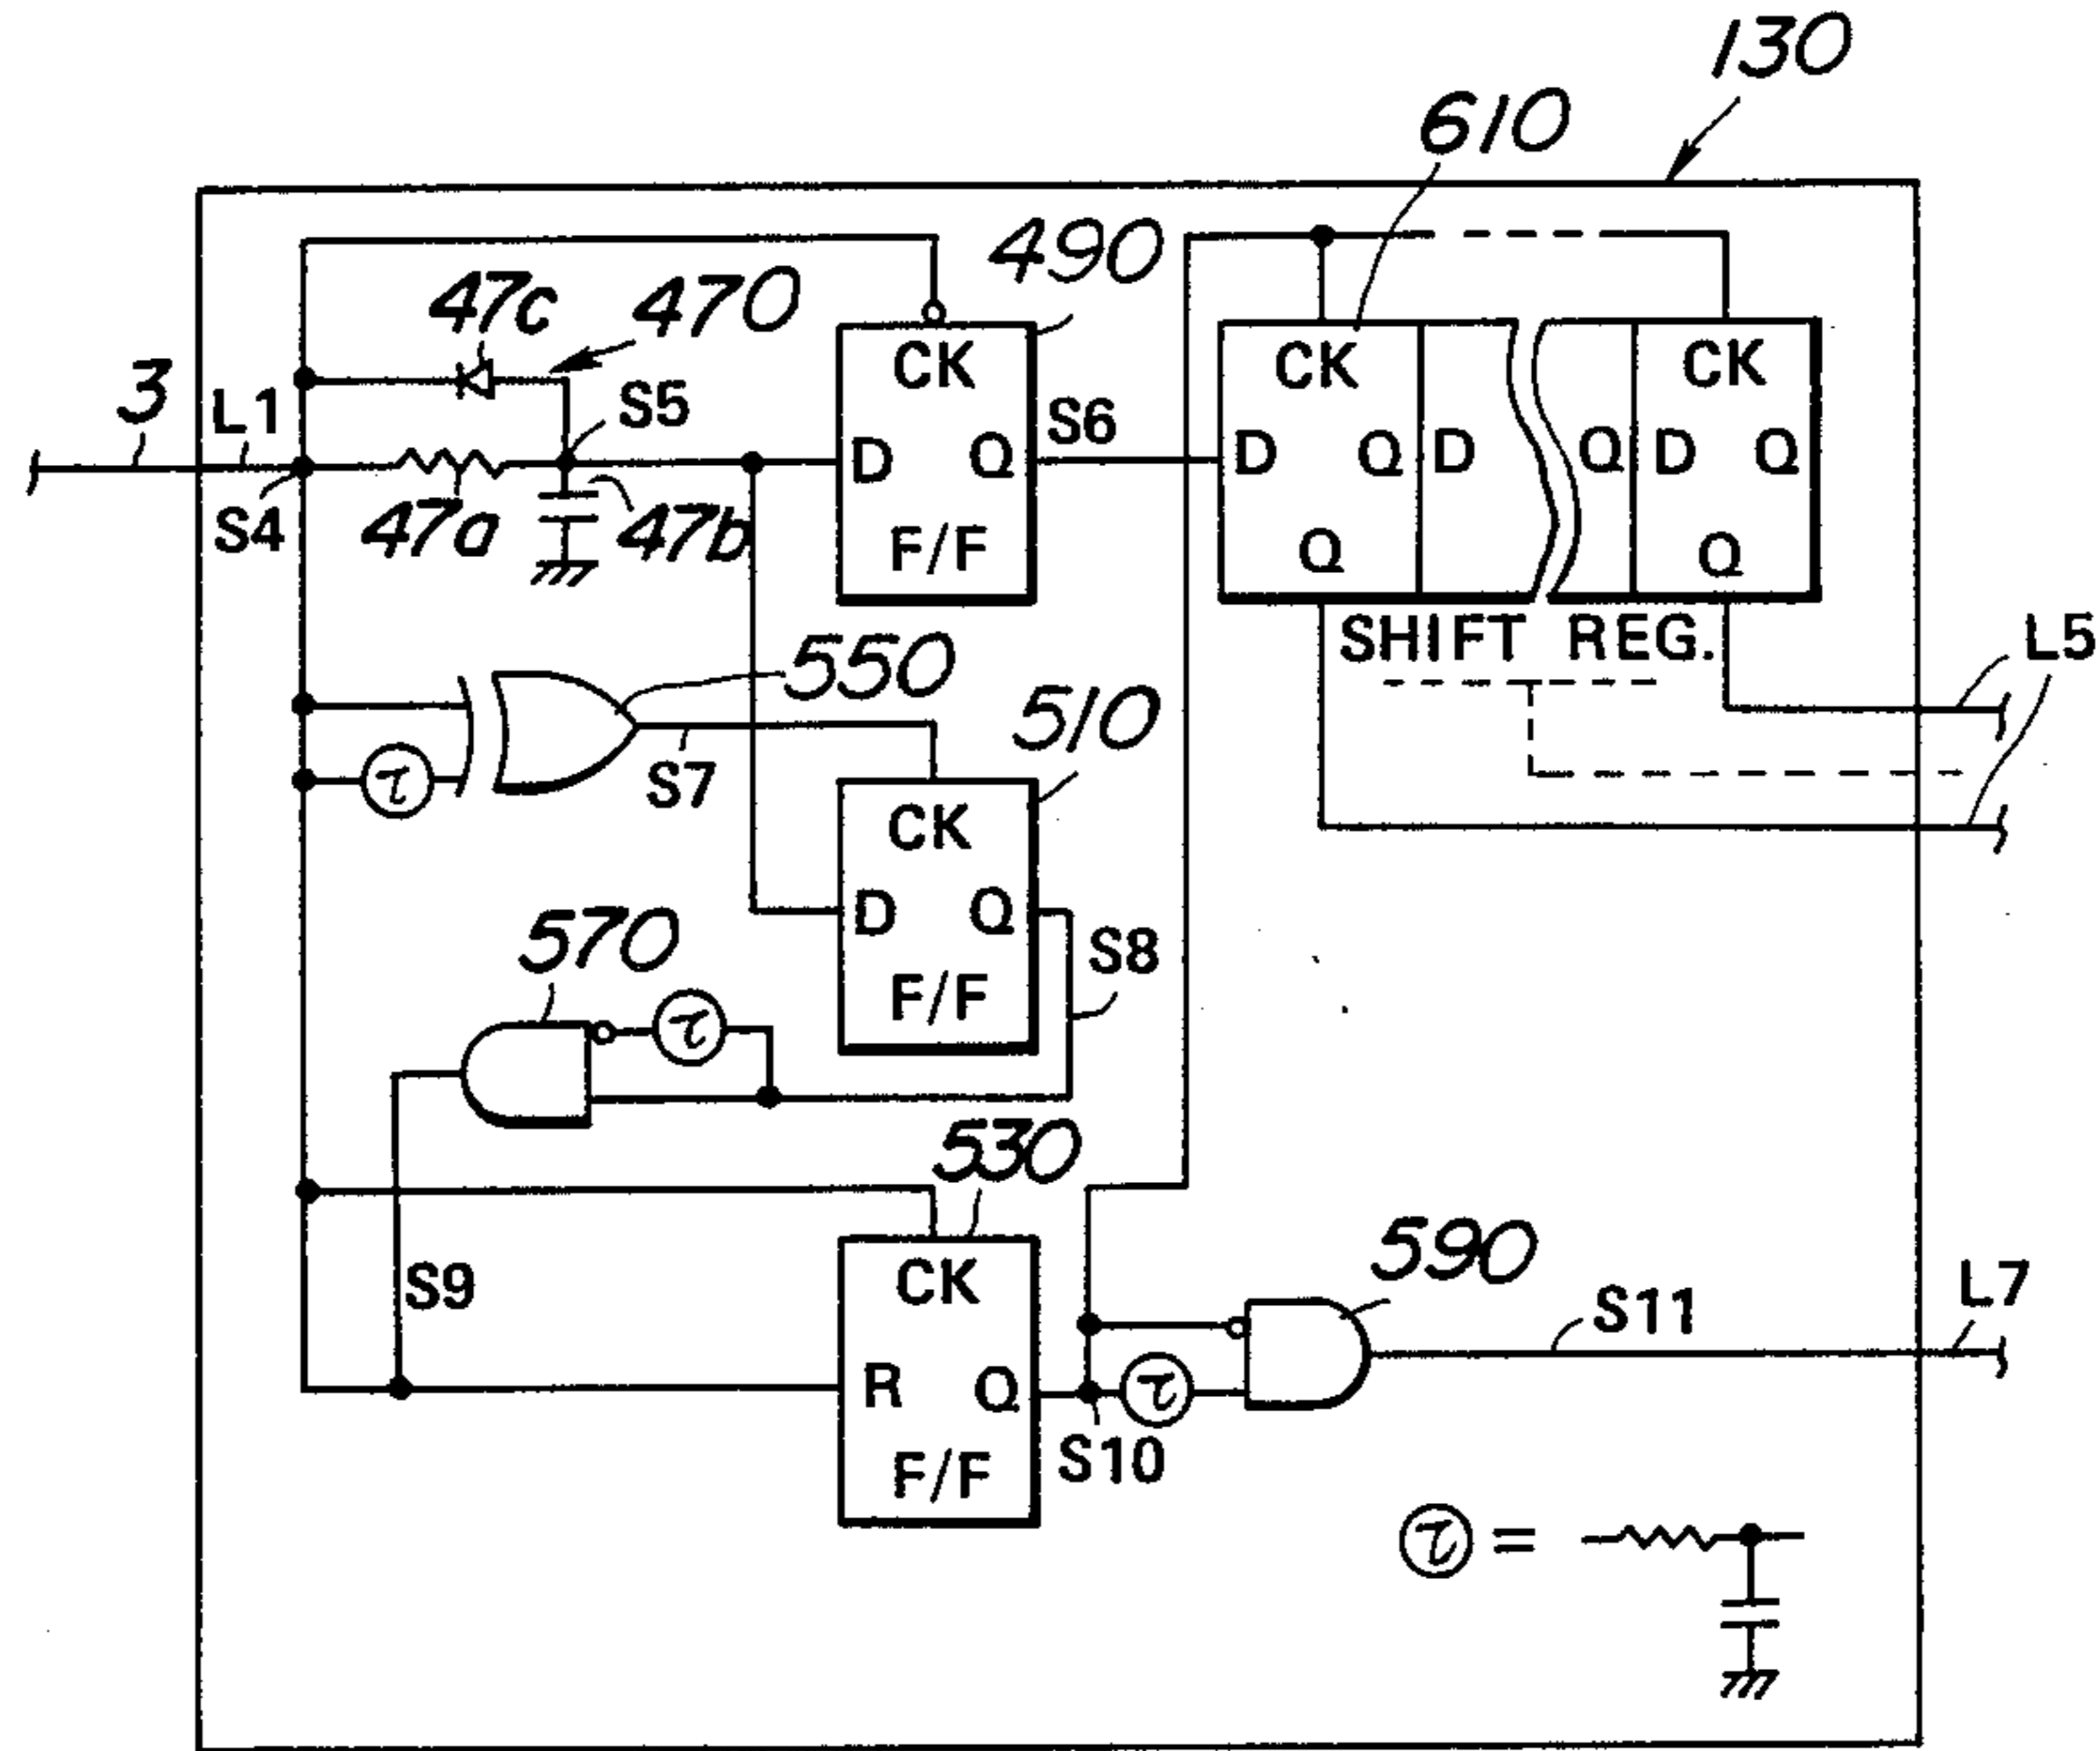 130
610
490
47c
470
3
L1
S5
CK
CK
CK
S6
D
Q
D
Q
D
Q
Q
D
Q
S4
47a
47b
F/F
Q
Q
SHIFT REG.
L5
550
510
τ
S7
CK
D
Q
S8
570
τ
F/F
530
S9
CK
590
S11
L7
R
Q
τ
S10
F/F
τ =